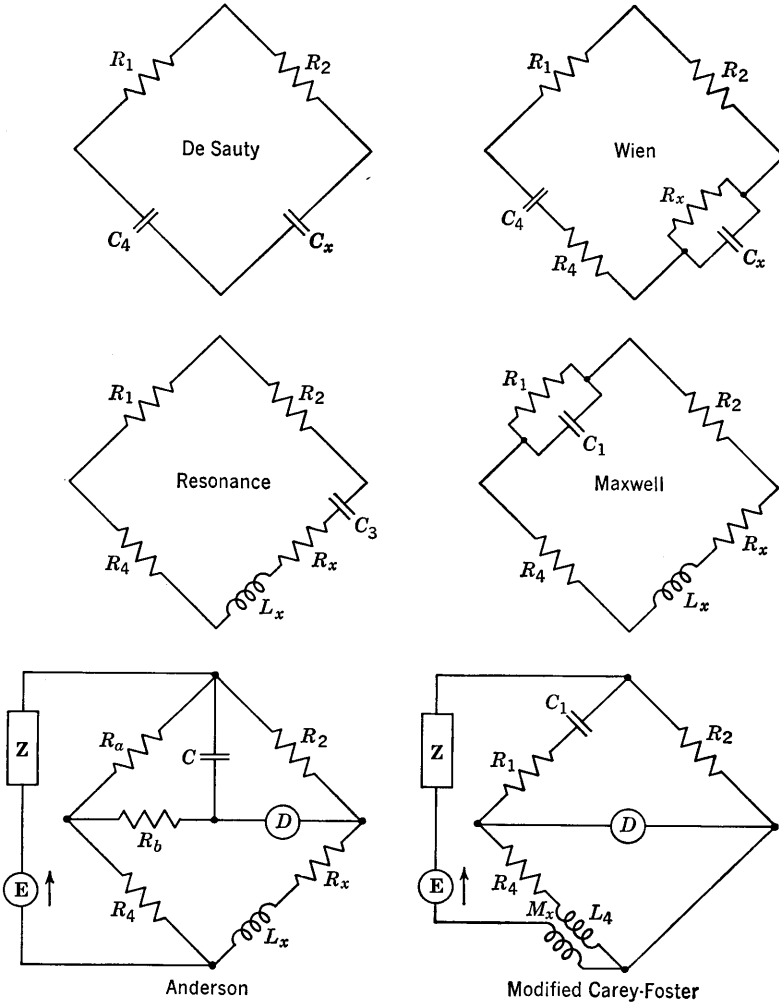 R1 R2
De Sauty
C4 Cx
R1 R2
Wien
Rx
C4 R4 Cx
R1 R2
Resonance
C3
R4 Rx
Lx
R1 R2
C1
Maxwell
R4 Rx
Lx
Z
Ra C R2
Rb D
E
R4 Rx
Lx
Anderson
Z
C1
R1 R2
D
E
R4
Mx L4
Modified Carey-Foster